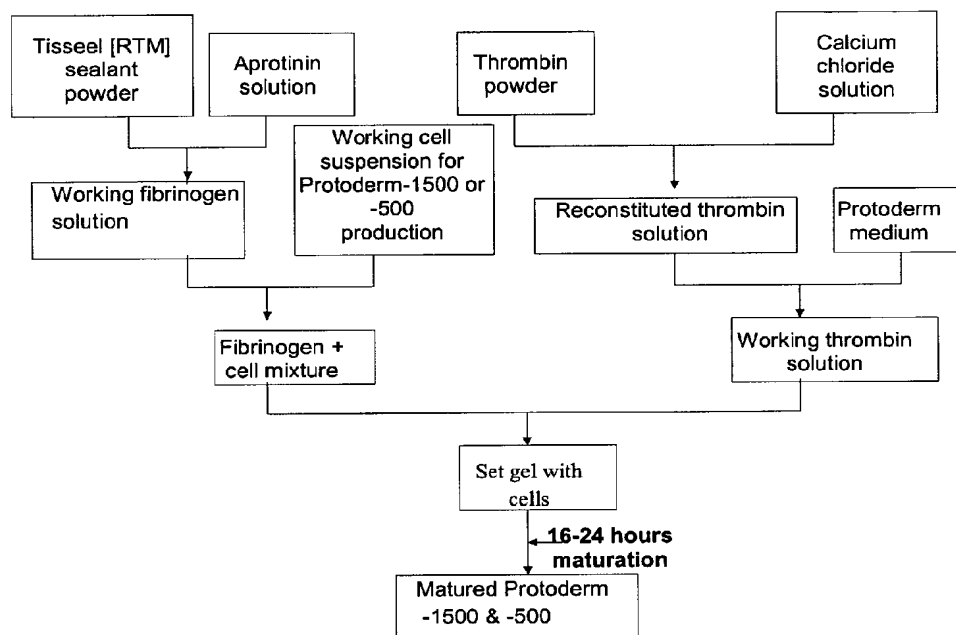 Tisseel [RTM]
sealant
powder
Aprotinin
solution
Thrombin
powder
Calcium
chloride
solution
Working cell
suspension for
Protoderm-1500 or
-500
production
Working fibrinogen
solution
Reconstituted thrombin
solution
Protoderm
medium
Fibrinogen +
cell mixture
Working thrombin
solution
Set gel with
cells
16-24 hours
maturation
Matured Protoderm
-1500 & -500